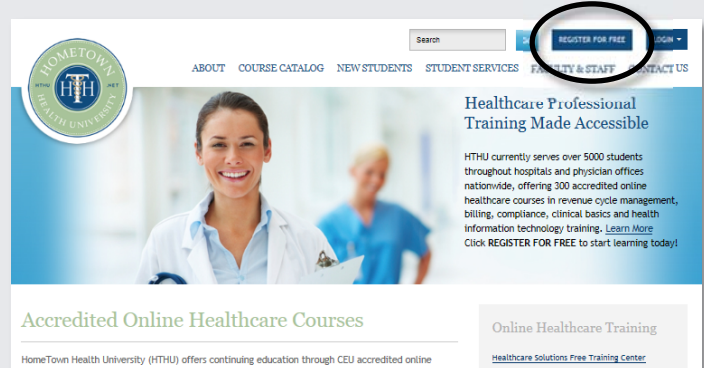 Search
REGISTER FOR FREE
LOGIN
HOMETOWN
HTHU .NET
HTH
HEALTH UNIVERSITY
ABOUT COURSE CATALOG NEW STUDENTS STUDENT SERVICES FACULTY & STAFF CONTACT US
Healthcare Professional
Training Made Accessible
HTHU currently serves over 5000 students
throughout hospitals and physician offices
nationwide, offering 300 accredited online
healthcare courses in revenue cycle management,
billing, compliance, clinical basics and health
information technology training. Learn More
Click REGISTER FOR FREE to start learning today!
Accredited Online Healthcare Courses
HomeTown Health University (HTHU) offers continuing education through CEU accredited online
Online Healthcare Training
Healthcare Solutions Free Training Center